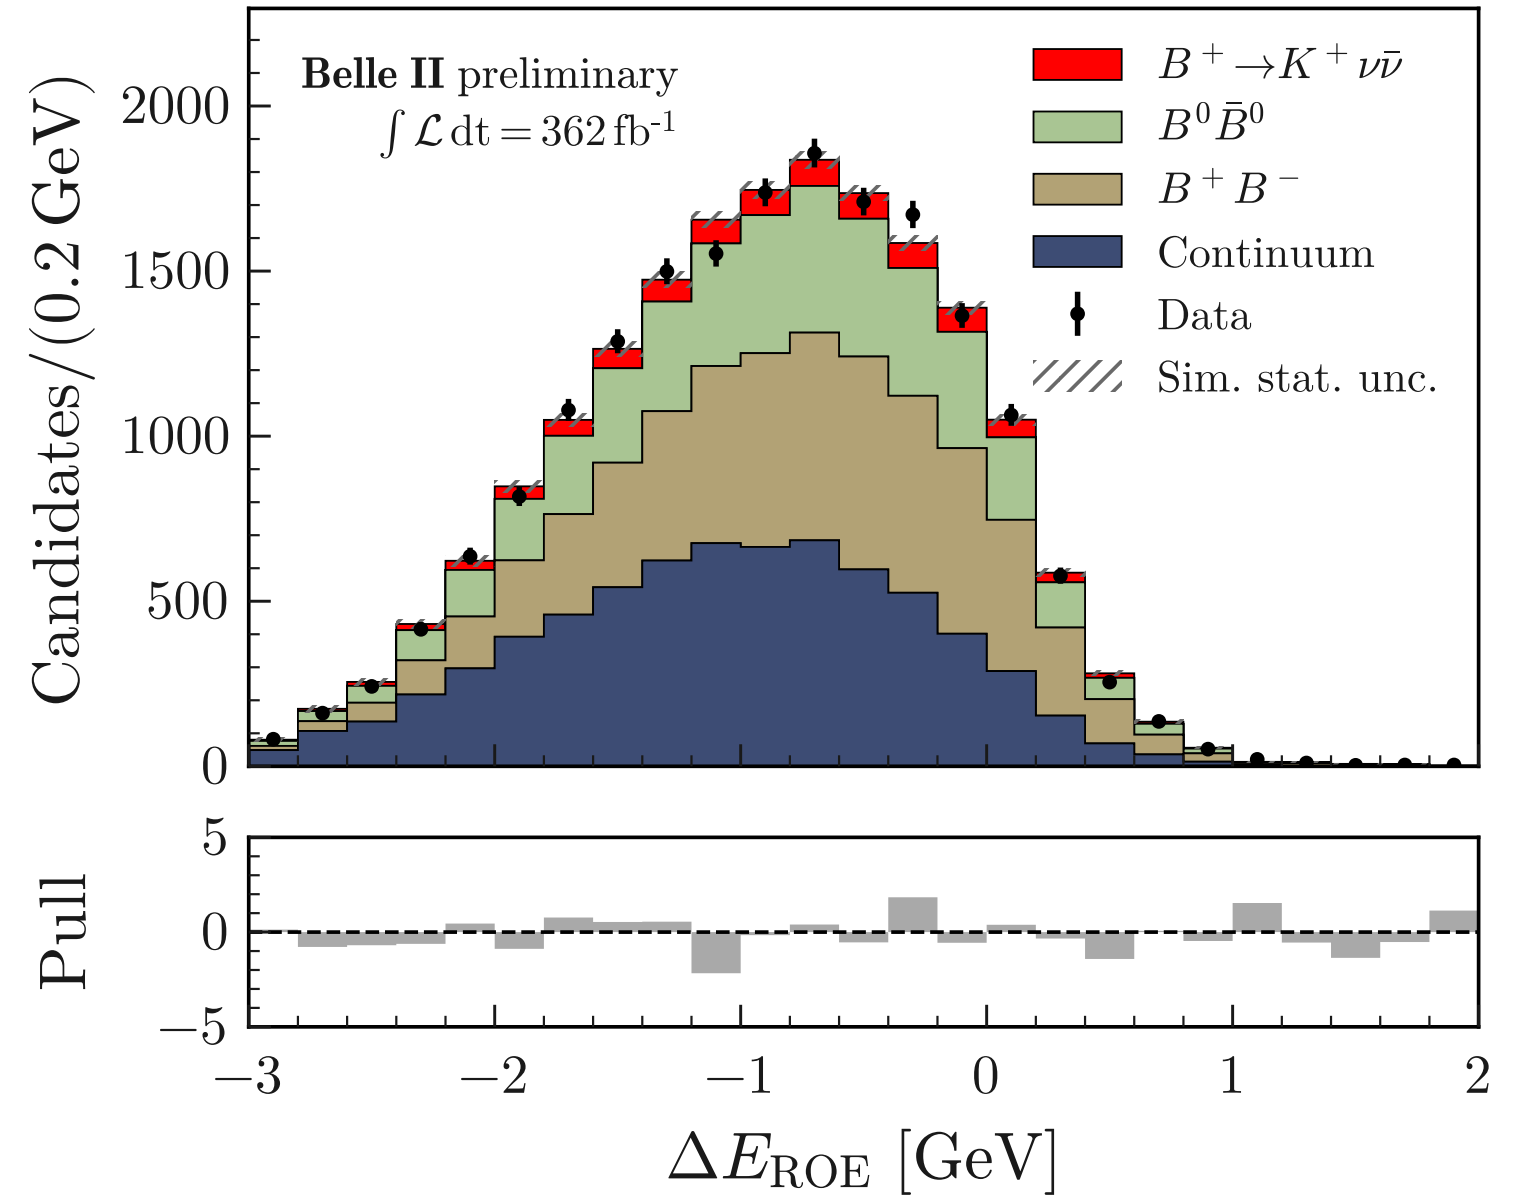 Candidates/(0.2 GeV)
2000
1500
1000
500
0
Belle II preliminary
∫ ℒ dt = 362 fb⁻¹
B⁺→K⁺νν̄
B⁰B̄⁰
B⁺B⁻
Continuum
Data
Sim. stat. unc.
Pull
5
0
−5
−3 −2 −1 0 1 2
ΔE_ROE [GeV]